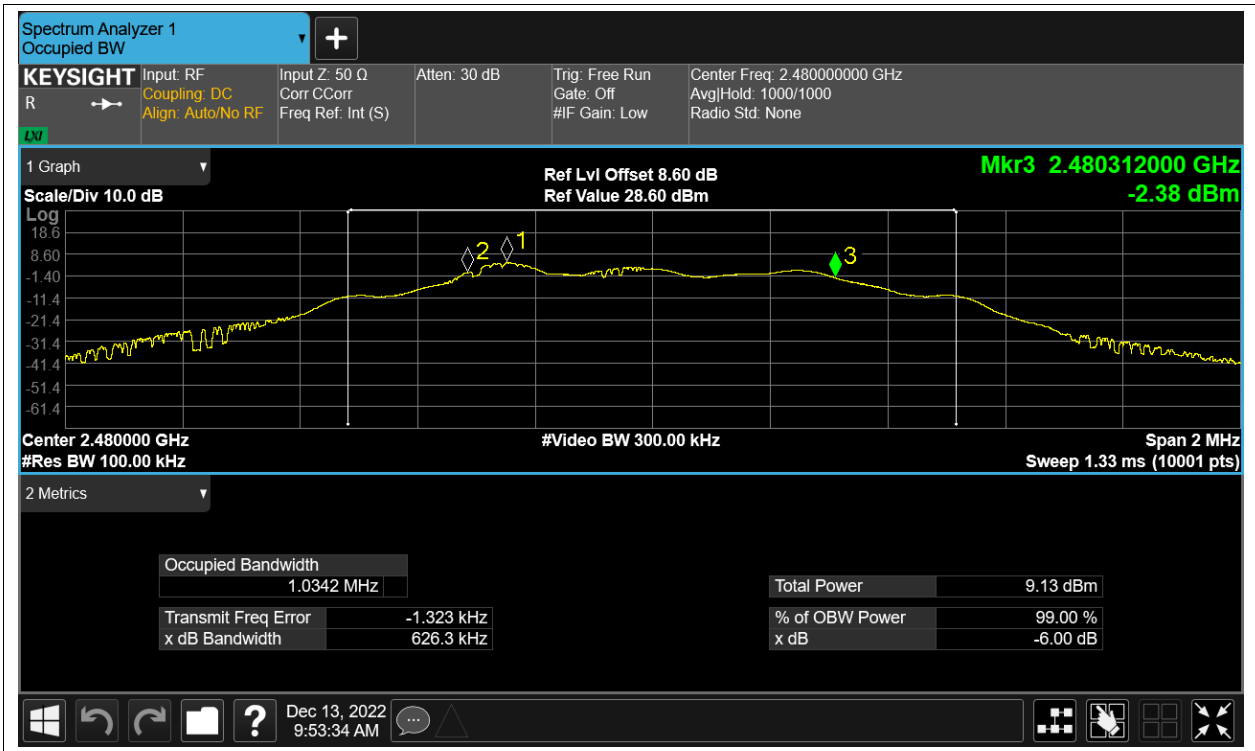 Spectrum Analyzer 1
Occupied BW
KEYSIGHT
R
LXI
Input: RF
Coupling: DC
Align: Auto/No RF
Input Z: 50 Ω
Corr CCorr
Freq Ref: Int (S)
Atten: 30 dB
Trig: Free Run
Gate: Off
#IF Gain: Low
Center Freq: 2.480000000 GHz
Avg|Hold: 1000/1000
Radio Std: None
1 Graph
Scale/Div 10.0 dB
Ref Lvl Offset 8.60 dB
Ref Value 28.60 dBm
Mkr3 2.480312000 GHz
-2.38 dBm
Log
18.6
8.60
-1.40
-11.4
-21.4
-31.4
-41.4
-51.4
-61.4
2
1
3
Center 2.480000 GHz
#Res BW 100.00 kHz
#Video BW 300.00 kHz
Span 2 MHz
Sweep 1.33 ms (10001 pts)
2 Metrics
Occupied Bandwidth
1.0342 MHz
Transmit Freq Error -1.323 kHz
x dB Bandwidth 626.3 kHz
Total Power 9.13 dBm
% of OBW Power 99.00 %
x dB -6.00 dB
?
Dec 13, 2022
9:53:34 AM